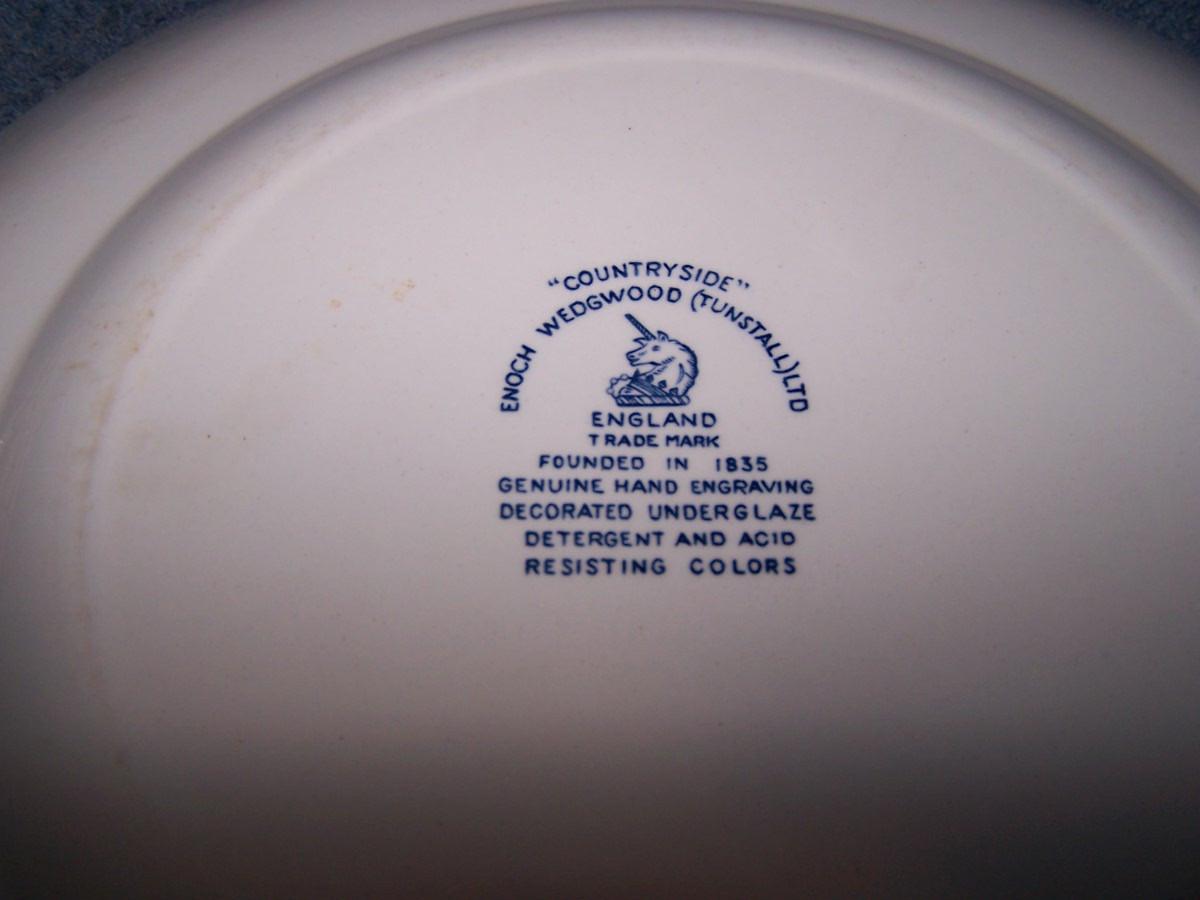 "COUNTRYSIDE"
ENOCH WEDGWOOD (TUNSTALL) LTD
ENGLAND
TRADE MARK
FOUNDED IN 1835
GENUINE HAND ENGRAVING
DECORATED UNDERGLAZE
DETERGENT AND ACID
RESISTING COLORS